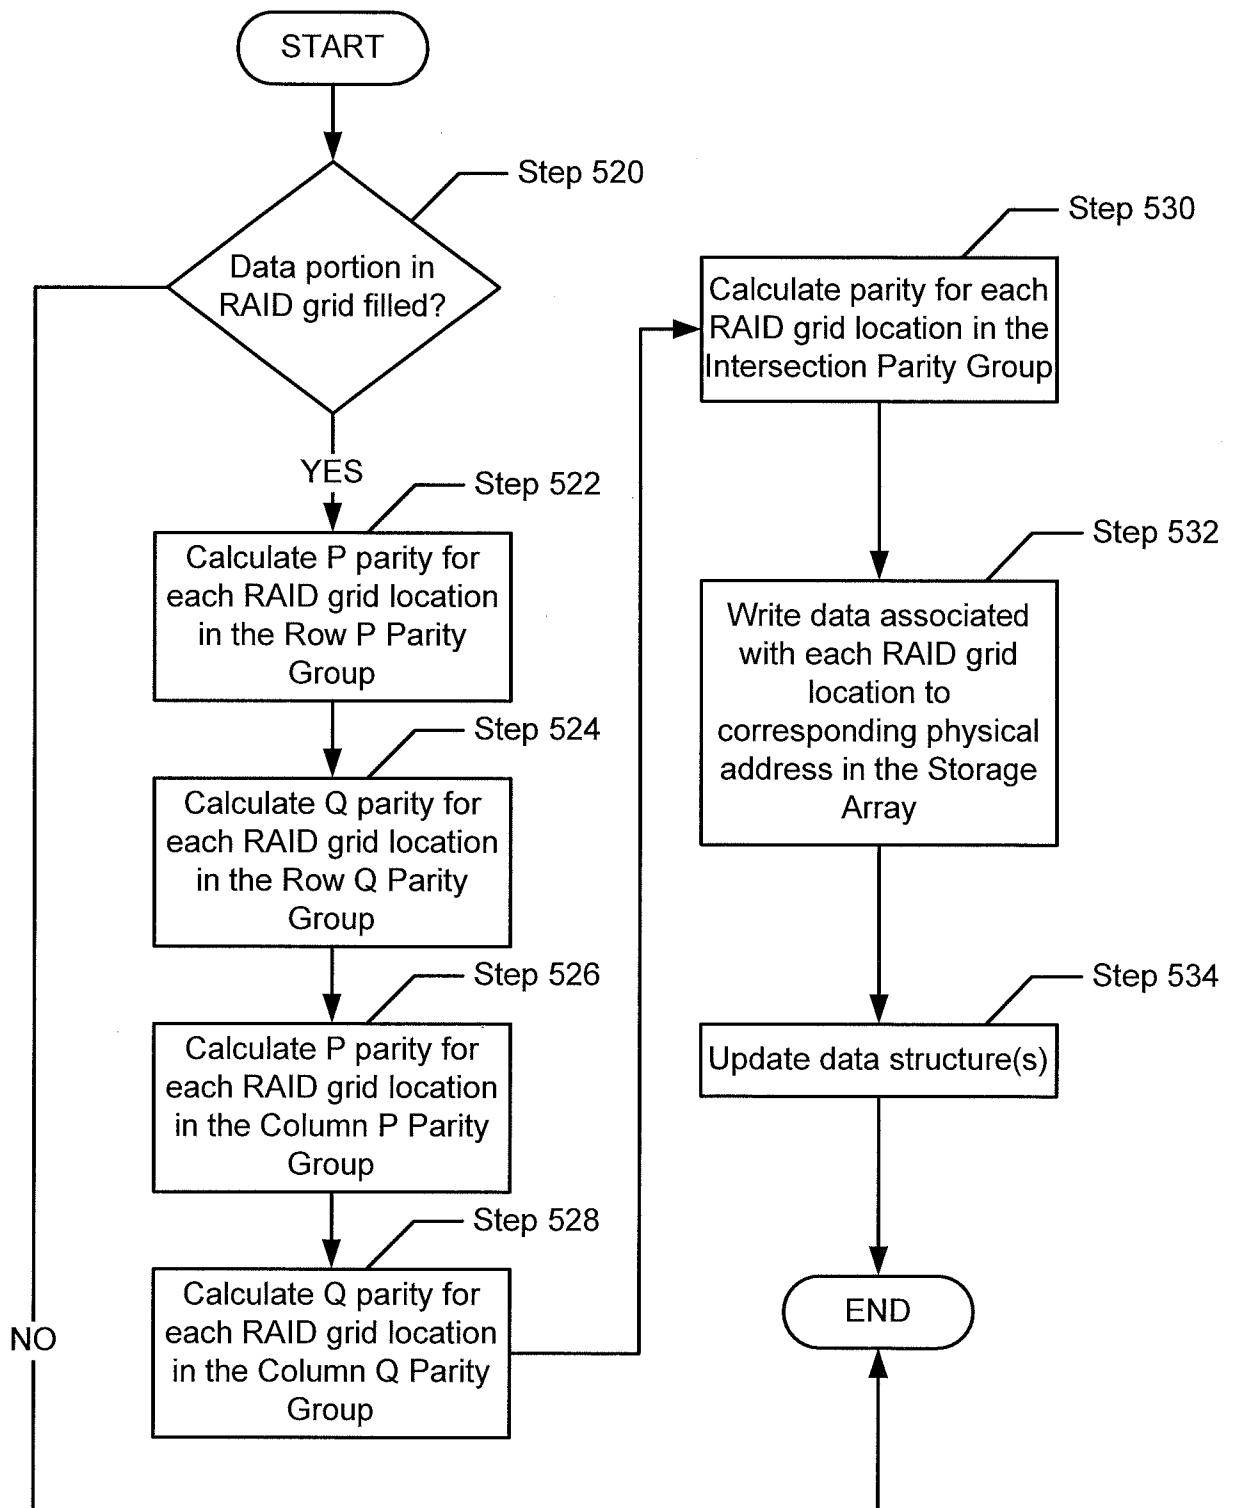 START
Step 520
Data portion in
RAID grid filled?
YES
Step 522
Calculate P parity for
each RAID grid location
in the Row P Parity
Group
Step 524
Calculate Q parity for
each RAID grid location
in the Row Q Parity
Group
Step 526
Calculate P parity for
each RAID grid location
in the Column P Parity
Group
Step 528
Calculate Q parity for
each RAID grid location
in the Column Q Parity
Group
NO
Step 530
Calculate parity for each
RAID grid location in the
Intersection Parity Group
Step 532
Write data associated
with each RAID grid
location to
corresponding physical
address in the Storage
Array
Step 534
Update data structure(s)
END